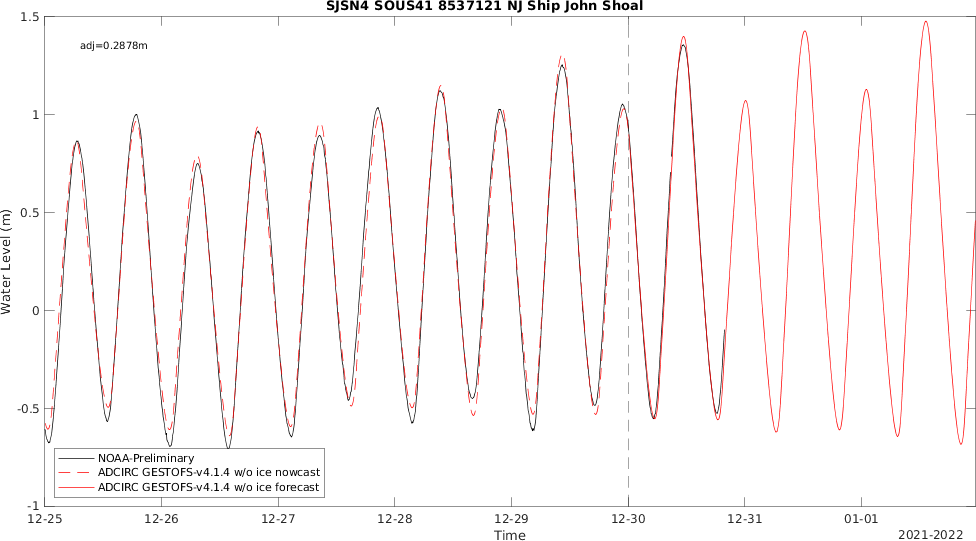 SJSN4 SOUS41 8537121 NJ Ship John Shoal
1.5
adj=0.2878m
1
0.5
Water Level (m)
0
-0.5
NOAA-Preliminary
ADCIRC GESTOFS-v4.1.4 w/o ice nowcast
ADCIRC GESTOFS-v4.1.4 w/o ice forecast
-1
12-25 12-26 12-27 12-28 12-29 12-30 12-31 01-01
Time
2021-2022